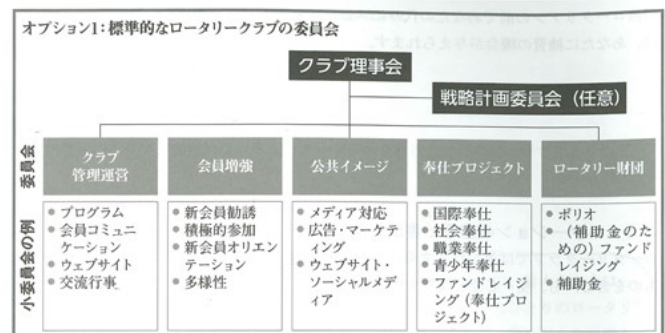 オプション1：標準的なロータリークラブの委員会
クラブ理事会
戦略計画委員会（任意）
委員会
クラブ
管理運営
会員増強
公共イメージ
奉仕プロジェクト
ロータリー財団
小委員会の例
● プログラム
● 会員コミュニ
ケーション
● ウェブサイト
● 交流行事
● 新会員勧誘
● 積極的参加
● 新会員オリエン
テーション
● 多様性
● メディア対応
● 広告・マーケテ
ィング
● ウェブサイト・
ソーシャルメデ
ィア
● 国際奉仕
● 社会奉仕
● 職業奉仕
● 青少年奉仕
● ファンドレイジ
ング（奉仕プロ
ジェクト）
● ポリオ
● （補助金のた
めの）ファンド
レイジング
● 補助金